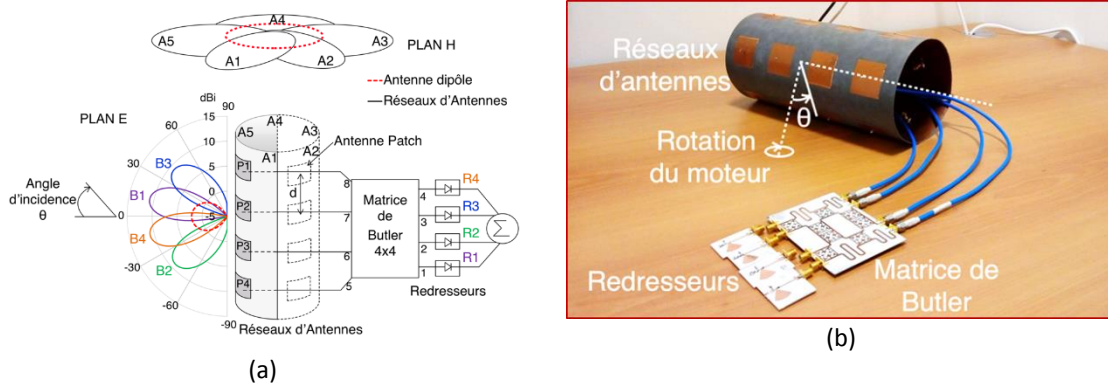 A4
A5
A3
PLAN H
A1
A2
Antenne dipôle
Réseaux d'Antennes
dBi
90
15
10
5
0
-5
PLAN E
60
30
0
-30
-60
-90
B3
B1
B4
B2
Angle
d'incidence
θ
A5
A4
A3
A1
A2
Antenne Patch
P1
P2
P3
P4
d
8
7
6
5
Matrice
de
Butler
4x4
4
3
2
1
R4
R3
R2
R1
Σ
Redresseurs
Réseaux d'Antennes
(a)
Réseaux
d'antennes
θ
Rotation
du moteur
Redresseurs
Matrice de
Butler
(b)